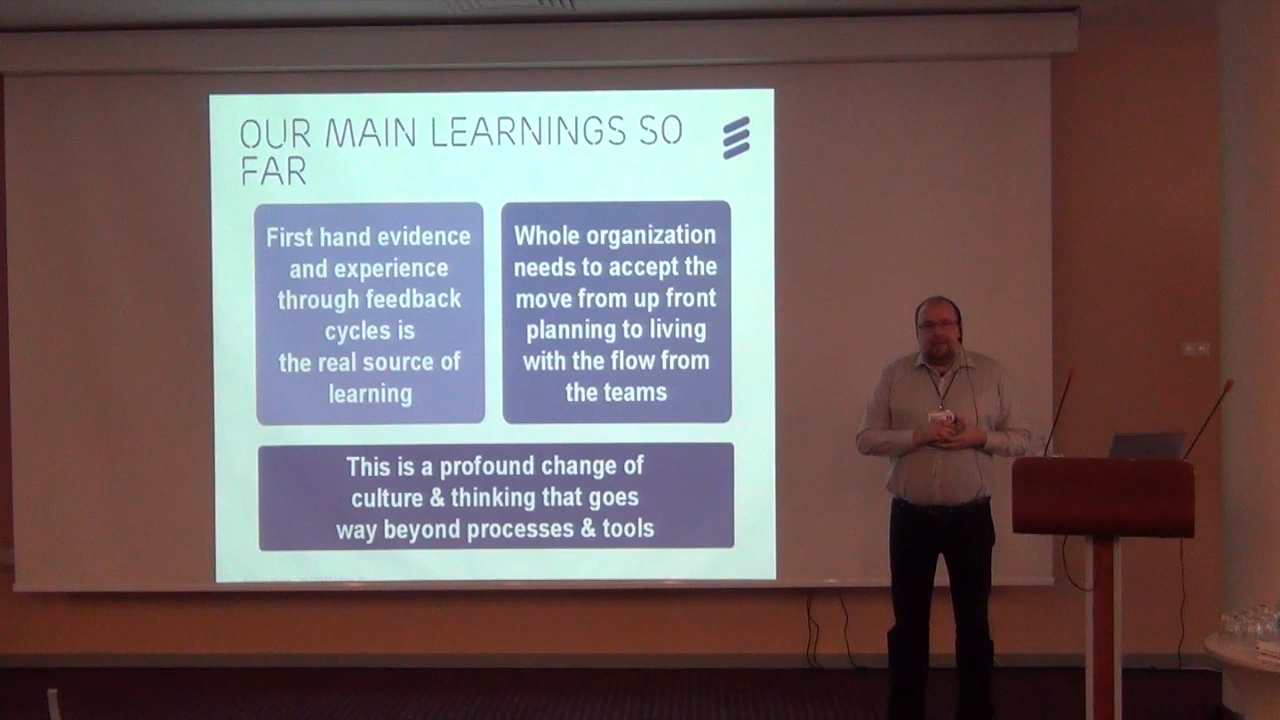 OUR MAIN LEARNINGS SO
FAR
First hand evidence
and experience
through feedback
cycles is
the real source of
learning
Whole organization
needs to accept the
move from up front
planning to living
with the flow from
the teams
This is a profound change of
culture & thinking that goes
way beyond processes & tools